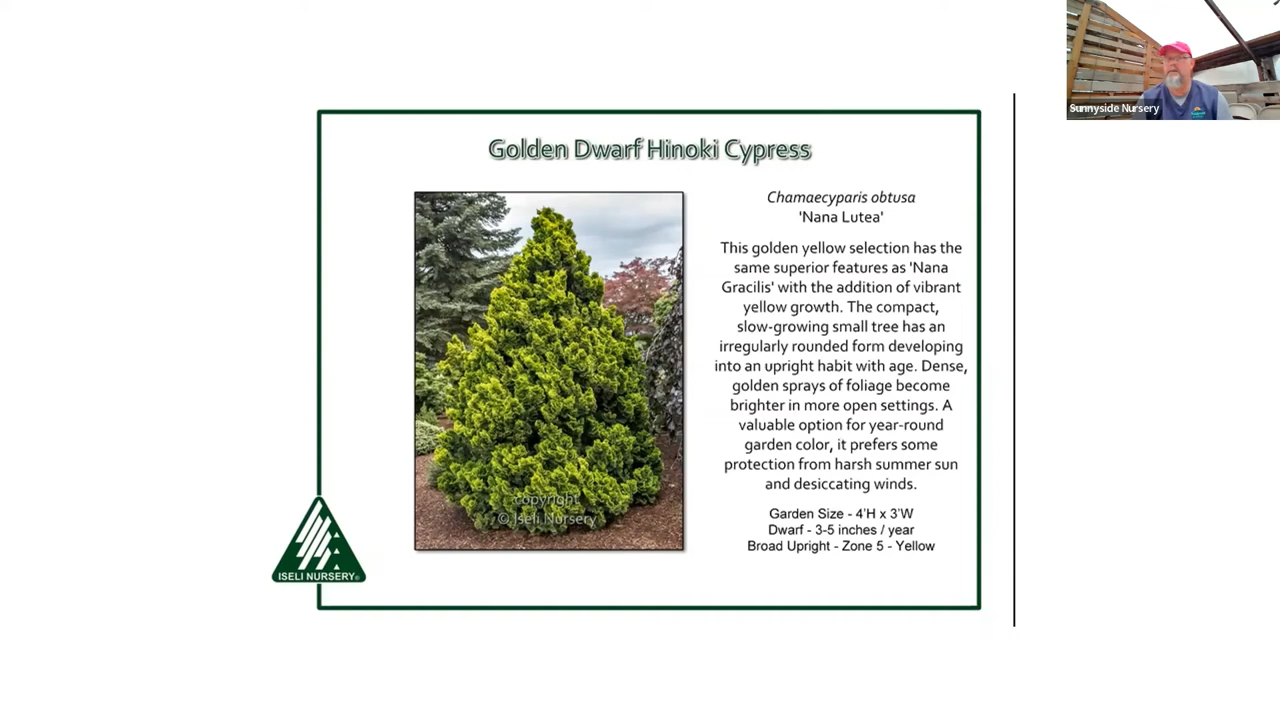 Sunnyside Nursery
Golden Dwarf Hinoki Cypress
Chamaecyparis obtusa
'Nana Lutea'
This golden yellow selection has the
same superior features as 'Nana
Gracilis' with the addition of vibrant
yellow growth. The compact,
slow-growing small tree has an
irregularly rounded form developing
into an upright habit with age. Dense,
golden sprays of foliage become
brighter in more open settings. A
valuable option for year-round
garden color, it prefers some
protection from harsh summer sun
and desiccating winds.
Garden Size - 4'H x 3'W
Dwarf - 3-5 inches / year
Broad Upright - Zone 5 - Yellow
copyright
© Iseli Nursery
ISELI NURSERY®